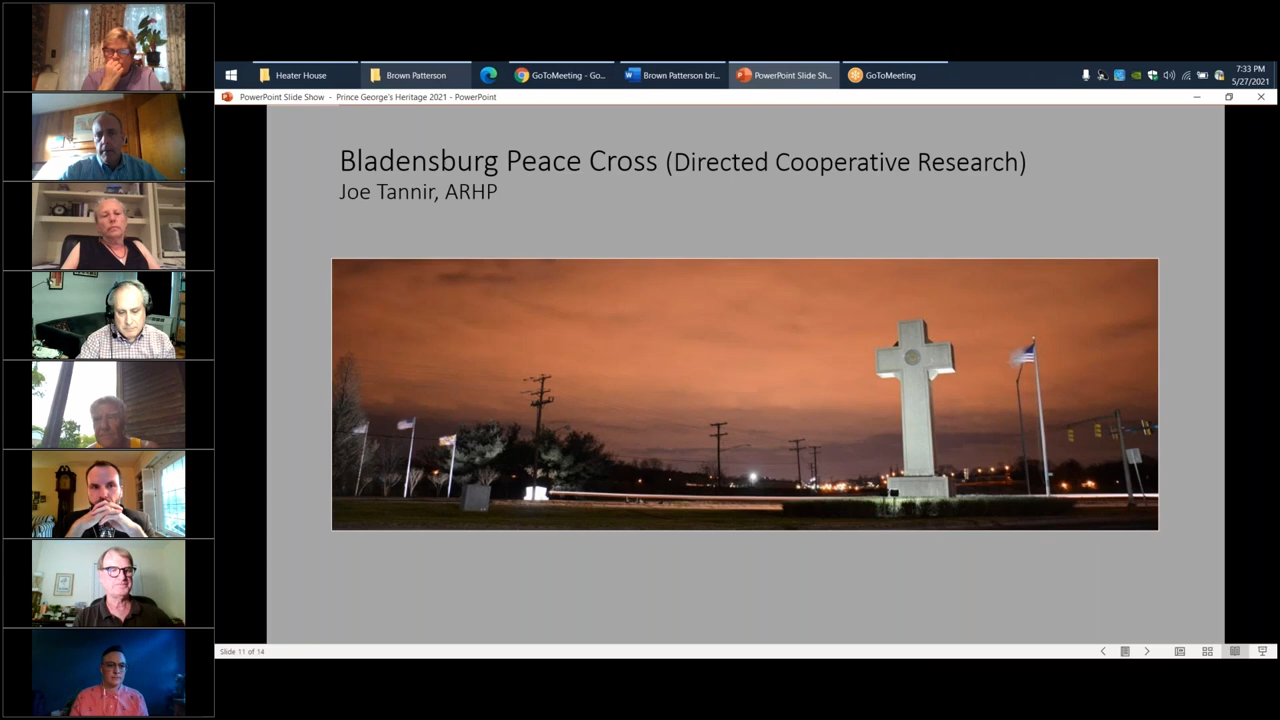 Heater House
Brown Patterson
GoToMeeting - Go...
Brown Patterson bri...
PowerPoint Slide Sh...
GoToMeeting
7:33 PM
5/27/2021
PowerPoint Slide Show - Prince George's Heritage 2021 - PowerPoint
Bladensburg Peace Cross (Directed Cooperative Research)
Joe Tannir, ARHP
Slide 11 of 14